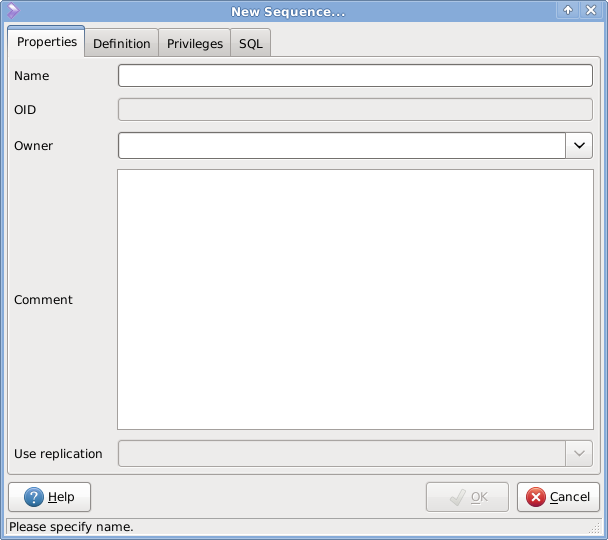 New Sequence...
Properties Definition Privileges SQL
Name
OID
Owner
Comment
Use replication
Help OK Cancel
Please specify name.